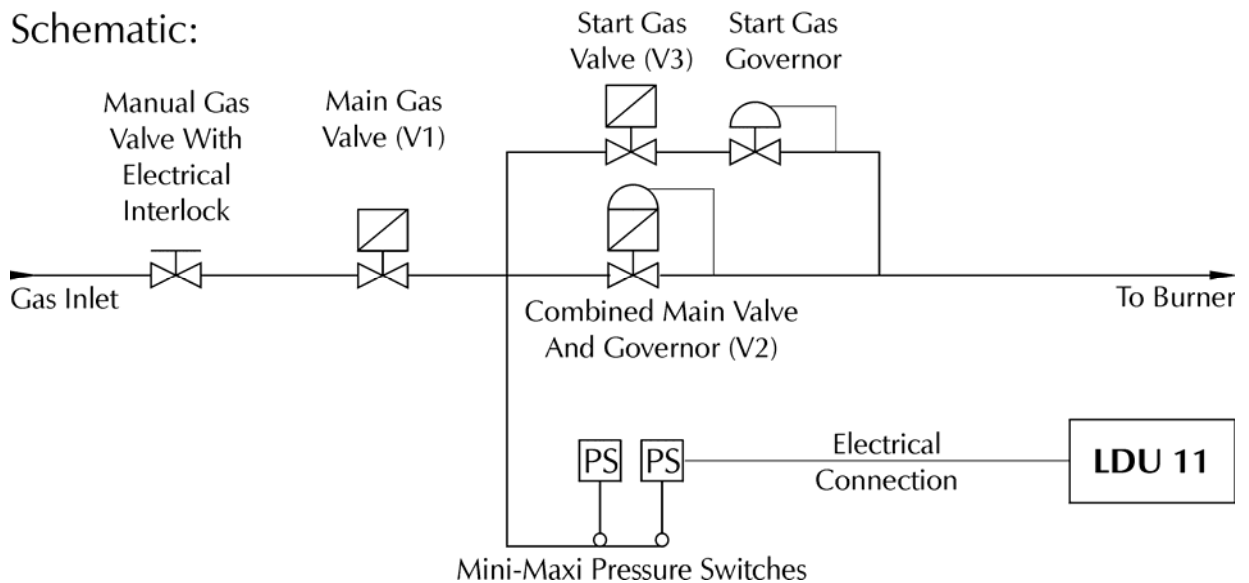 Schematic:
Start Gas
Valve (V3)
Start Gas
Governor
Manual Gas
Valve With
Electrical
Interlock
Main Gas
Valve (V1)
Gas Inlet
To Burner
Combined Main Valve
And Governor (V2)
PS
PS
Electrical
Connection
LDU 11
Mini-Maxi Pressure Switches